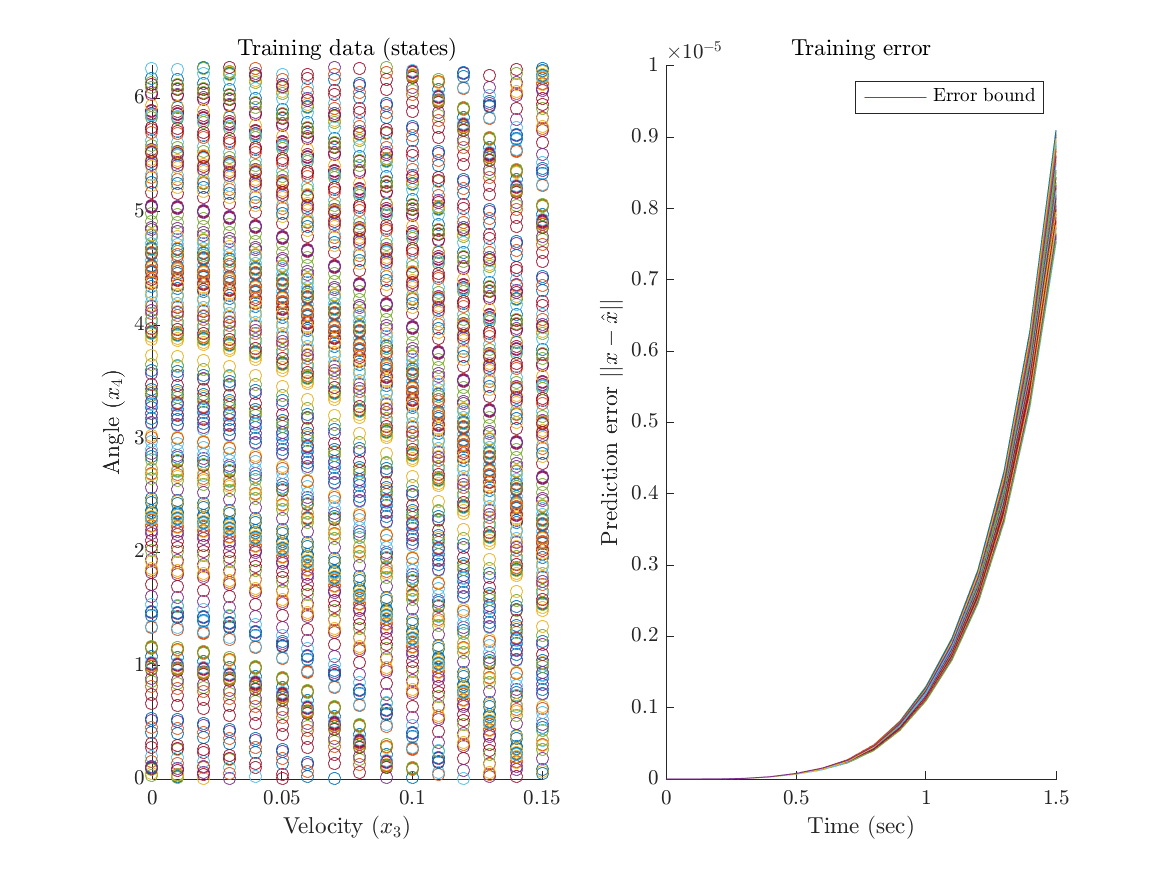 Training data (states)
6
5
4
3
2
1
0
0 0.05 0.1 0.15
Angle (x₄)
Velocity (x₃)
Training error
×10⁻⁵
Error bound
1
0.9
0.8
0.7
0.6
0.5
0.4
0.3
0.2
0.1
0
0 0.5 1 1.5
Prediction error ||x − x̂||
Time (sec)